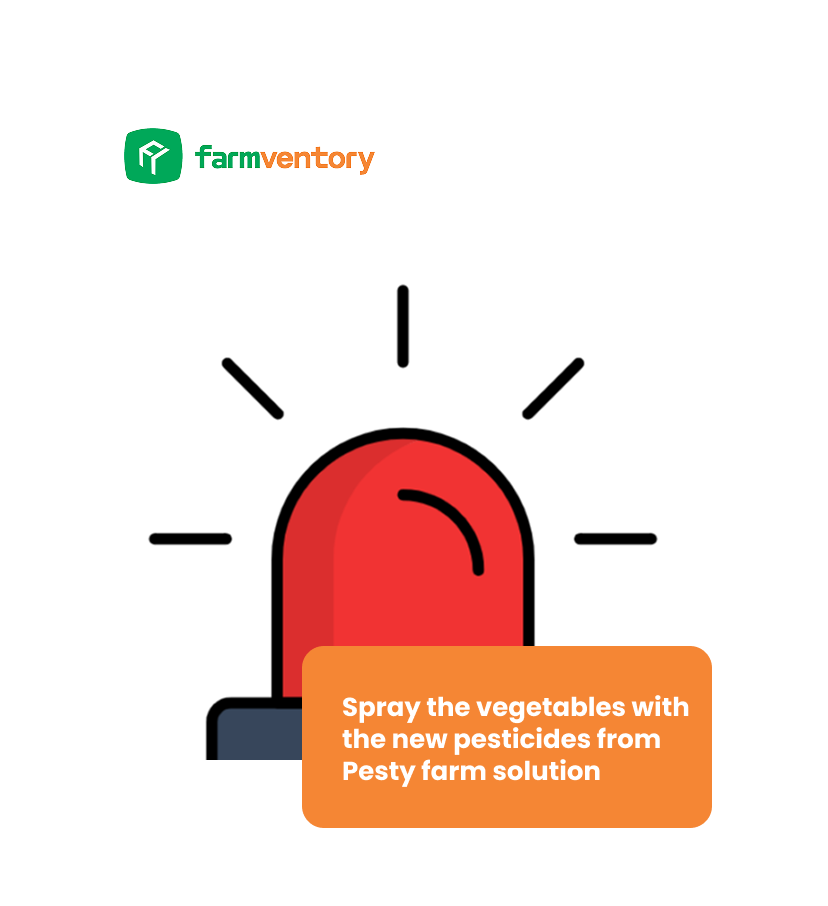 farmventory
Spray the vegetables with
the new pesticides from
Pesty farm solution